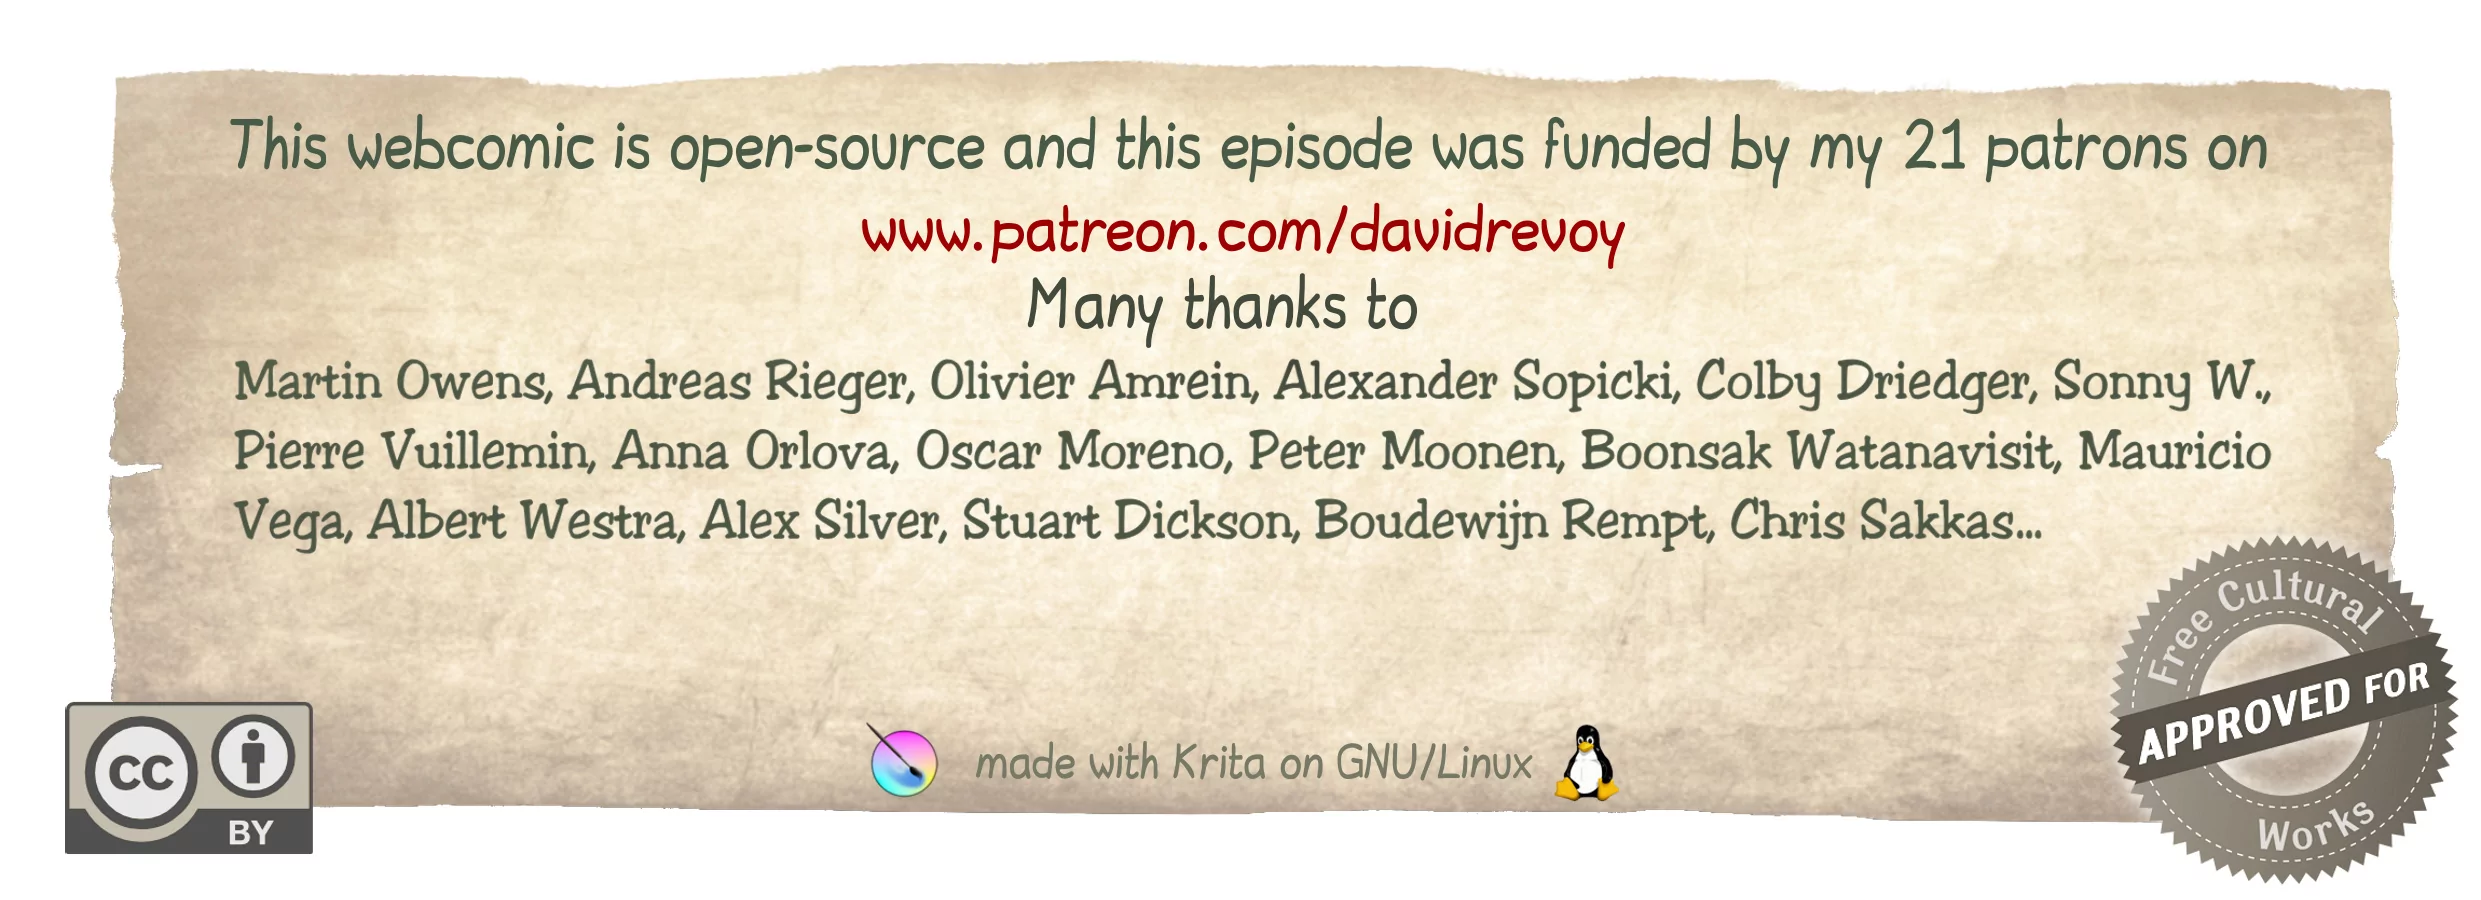 This webcomic is open-source and this episode was funded by my 21 patrons on
www.patreon.com/davidrevoy
Many thanks to
Martin Owens, Andreas Rieger, Olivier Amrein, Alexander Sopicki, Colby Driedger, Sonny W.,
Pierre Vuillemin, Anna Orlova, Oscar Moreno, Peter Moonen, Boonsak Watanavisit, Mauricio
Vega, Albert Westra, Alex Silver, Stuart Dickson, Boudewijn Rempt, Chris Sakkas...
Free Cultural
APPROVED FOR
Works
made with Krita on GNU/Linux
CC
BY